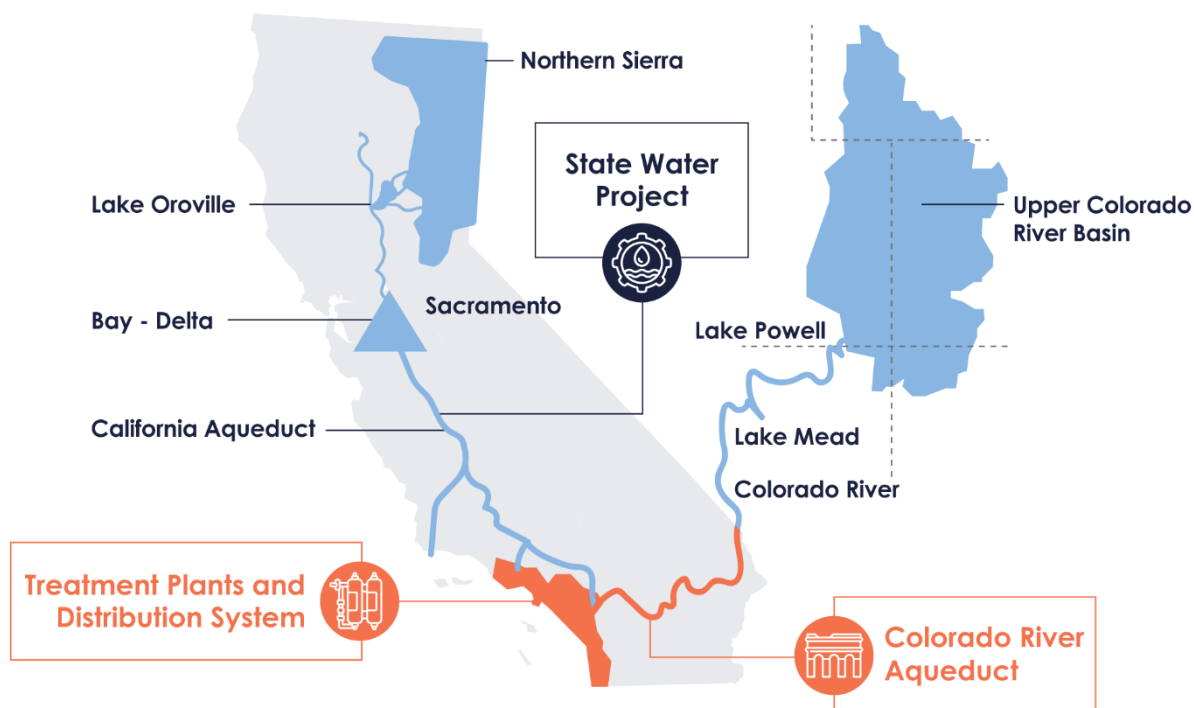 Northern Sierra
State Water
Project
Lake Oroville
Upper Colorado
River Basin
Sacramento
Bay - Delta
Lake Powell
California Aqueduct
Lake Mead
Colorado River
Treatment Plants and
Distribution System
Colorado River
Aqueduct